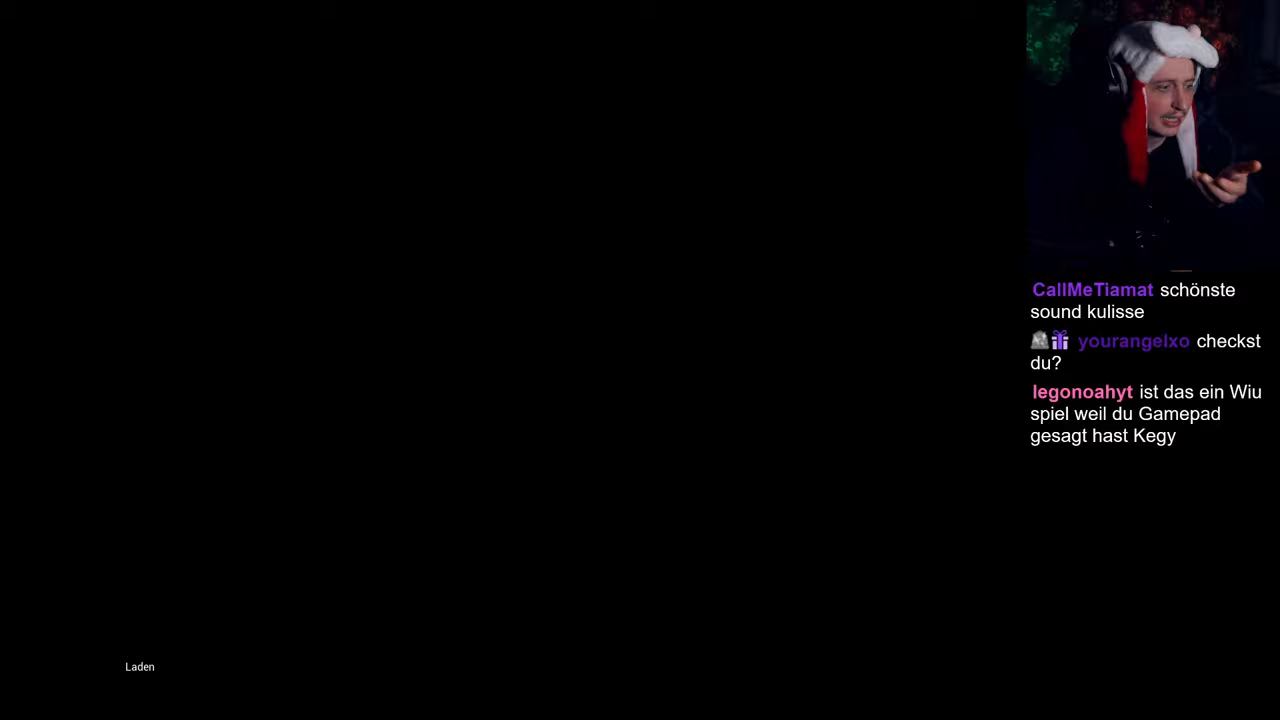 CallMeTiamat schönste
sound kulisse
yourangelxo checkst
du?
legonoahyt ist das ein Wiu
spiel weil du Gamepad
gesagt hast Kegy
Laden